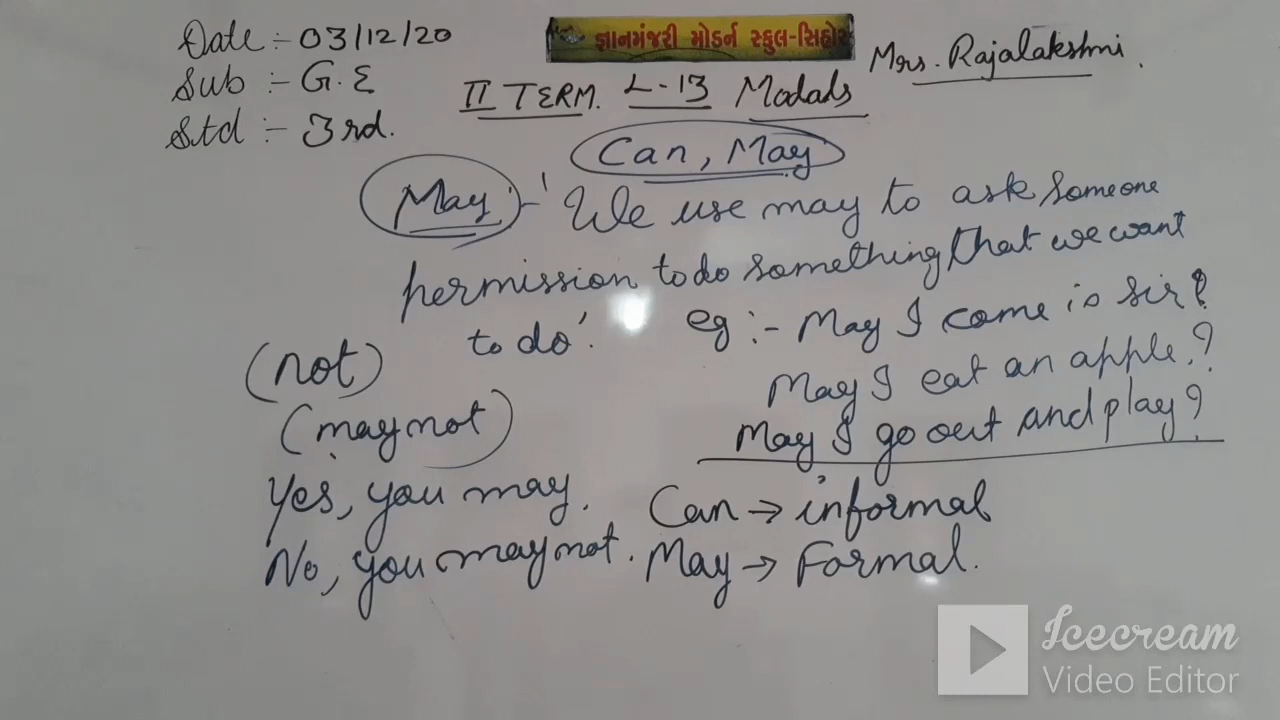 Date :- 03/12/20
જ્ઞાનમંજરી મોડર્ન સ્કુલ-સિહોર
Mrs. Rajalakshmi.
Sub :- G.E
II TERM. L-13 Modals
Std :- 3rd.
Can, May
May :- 'We use may to ask someone
permission to do something that we want
to do'.
eg :- May I come in sir?
(not)
May I eat an apple.?
(may not)
May I go out and play?
Yes, you may.
Can → informal
No, you may not.
May → Formal.
Icecream
Video Editor